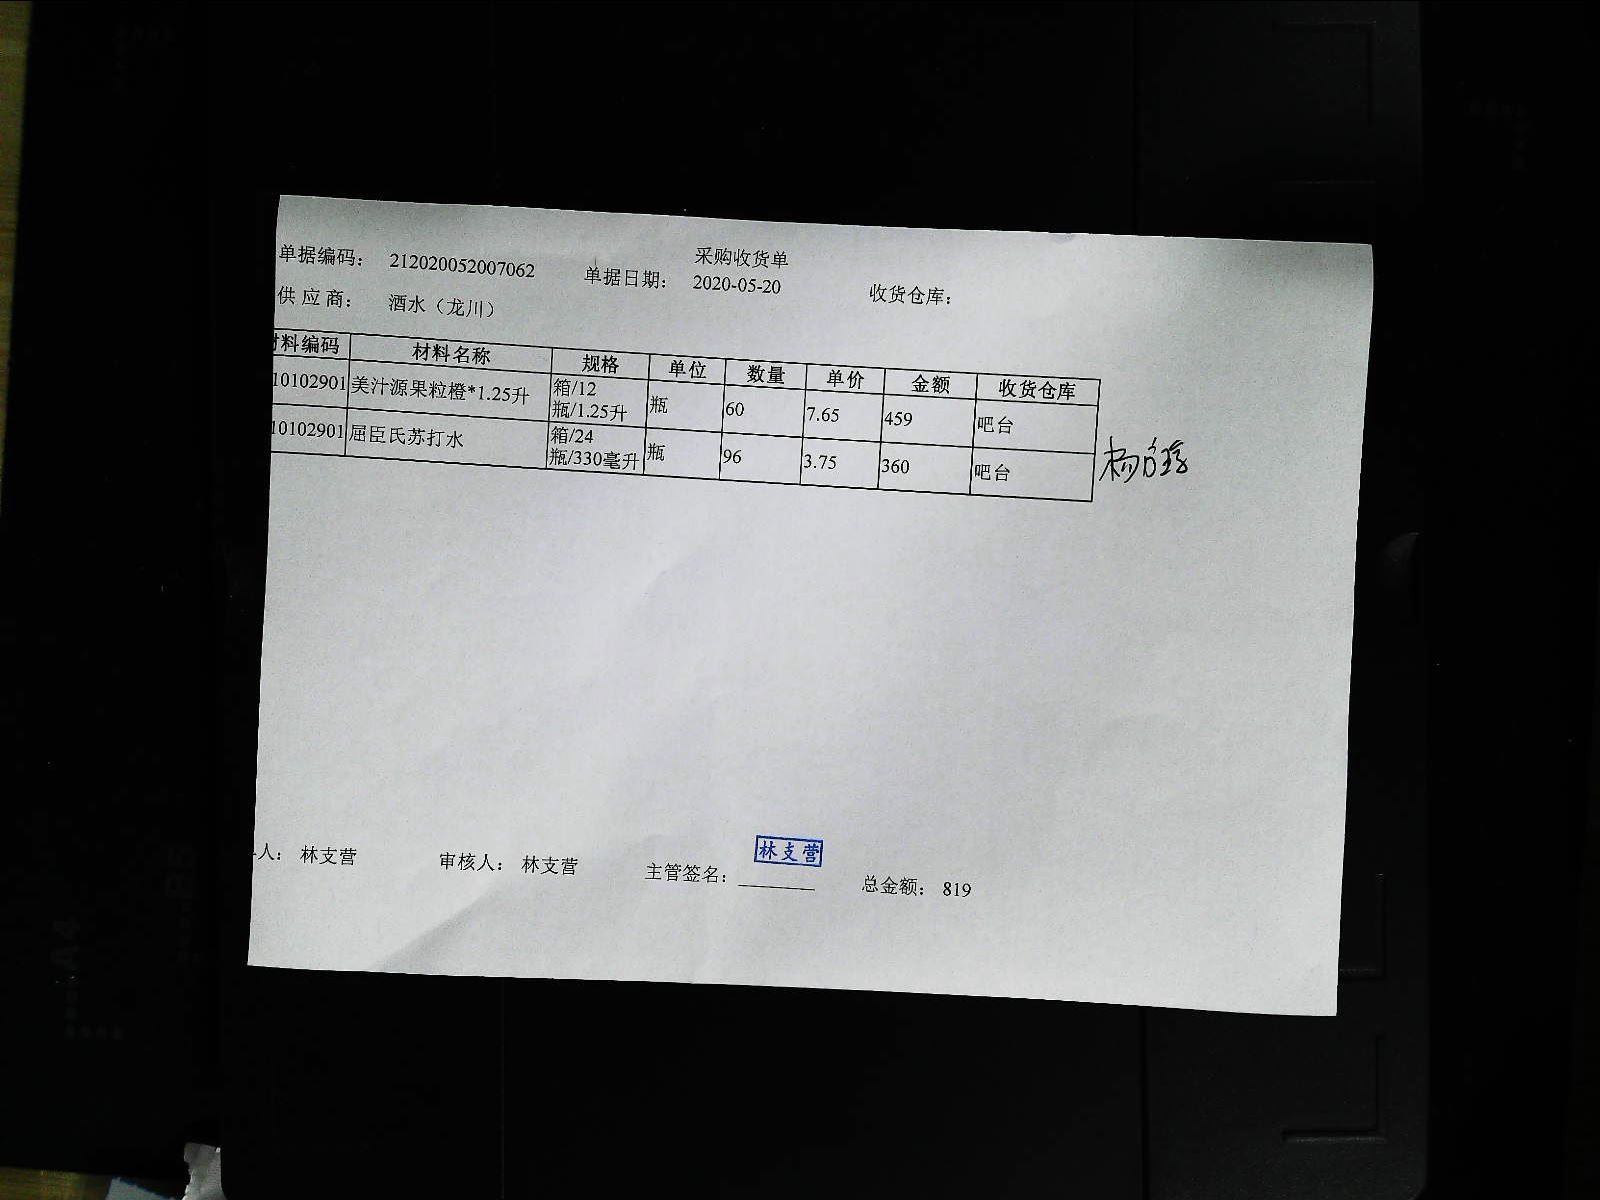 采购收货单
单据编码： 212020052007062 单据日期： 2020-05-20 收货仓库：
供 应 商： 酒水（龙川）
材料编码 材料名称 规格 单位 数量 单价 金额 收货仓库
10102901 美汁源果粒橙*1.25升 箱/12瓶/1.25升 瓶 60 7.65 459 吧台
10102901 屈臣氏苏打水 箱/24瓶/330毫升 瓶 96 3.75 360 吧台
人： 林支营 审核人： 林支营 主管签名： 林支营 总金额： 819